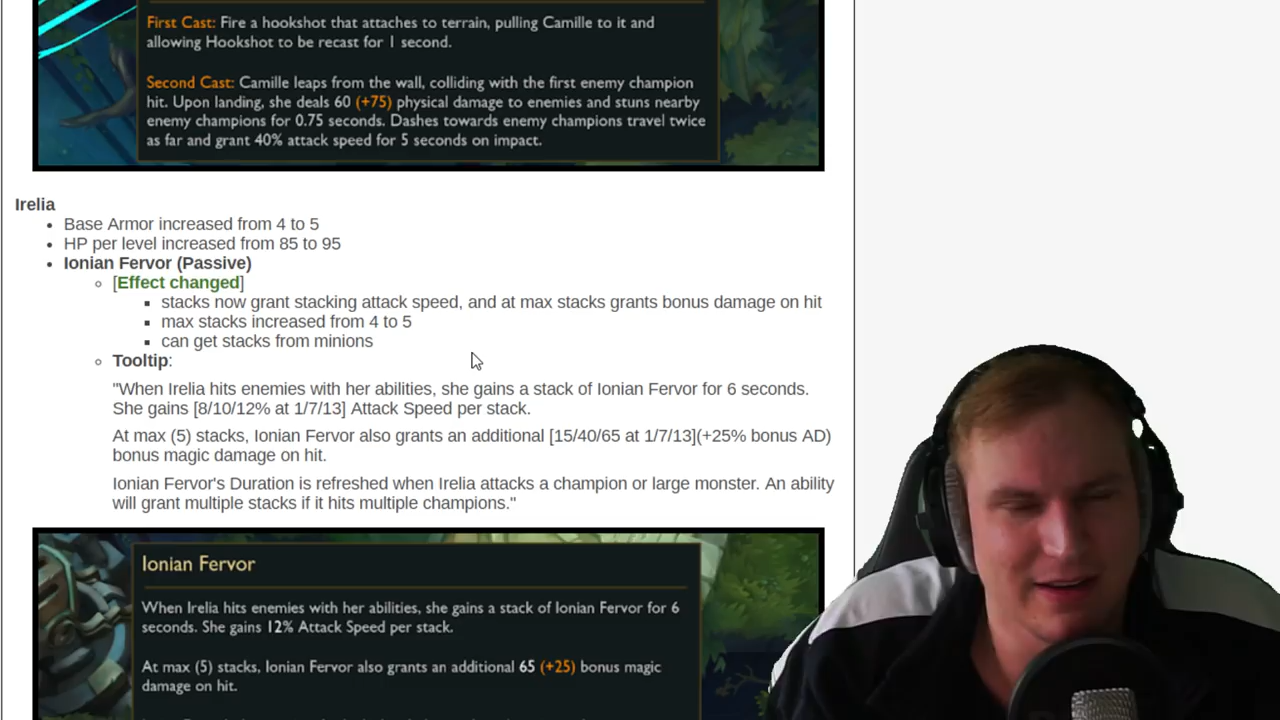 First Cast: Fire a hookshot that attaches to terrain, pulling Camille to it and
allowing Hookshot to be recast for 1 second.
Second Cast: Camille leaps from the wall, colliding with the first enemy champion
hit. Upon landing, she deals 60 (+75) physical damage to enemies and stuns nearby
enemy champions for 0.75 seconds. Dashes towards enemy champions travel twice
as far and grant 40% attack speed for 5 seconds on impact.
Irelia
Base Armor increased from 4 to 5
HP per level increased from 85 to 95
Ionian Fervor (Passive)
[Effect changed]
stacks now grant stacking attack speed, and at max stacks grants bonus damage on hit
max stacks increased from 4 to 5
can get stacks from minions
Tooltip:
"When Irelia hits enemies with her abilities, she gains a stack of Ionian Fervor for 6 seconds.
She gains [8/10/12% at 1/7/13] Attack Speed per stack.
At max (5) stacks, Ionian Fervor also grants an additional [15/40/65 at 1/7/13](+25% bonus AD)
bonus magic damage on hit.
Ionian Fervor's Duration is refreshed when Irelia attacks a champion or large monster. An ability
will grant multiple stacks if it hits multiple champions."
Ionian Fervor
When Irelia hits enemies with her abilities, she gains a stack of Ionian Fervor for 6
seconds. She gains 12% Attack Speed per stack.
At max (5) stacks, Ionian Fervor also grants an additional 65 (+25) bonus magic
damage on hit.